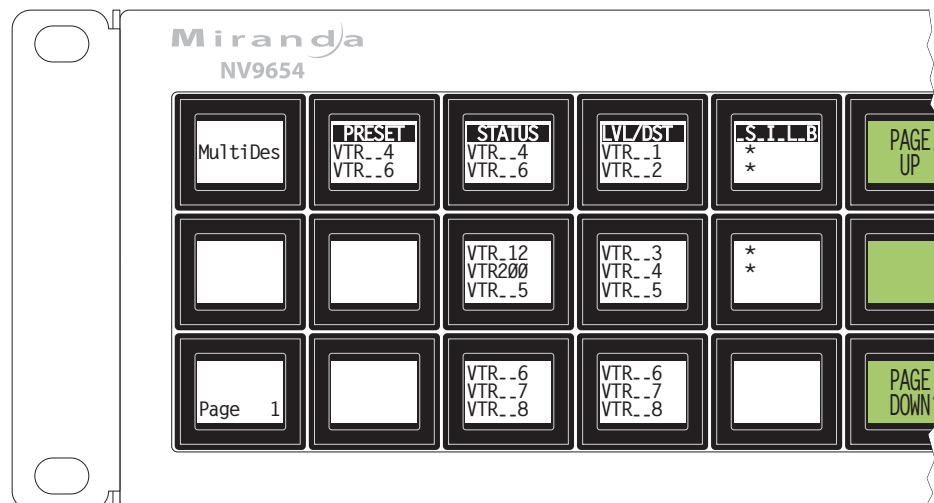 Miranda
NV9654
MultiDes
PRESET
VTR__4
VTR__6
STATUS
VTR__4
VTR__6
LVL/DST
VTR__1
VTR__2
_S_I_L_B
*
*
PAGE
UP
VTR_12
VTR2ØØ
VTR__5
VTR__3
VTR__4
VTR__5
*
*
Page 1
VTR__6
VTR__7
VTR__8
VTR__6
VTR__7
VTR__8
PAGE
DOWN